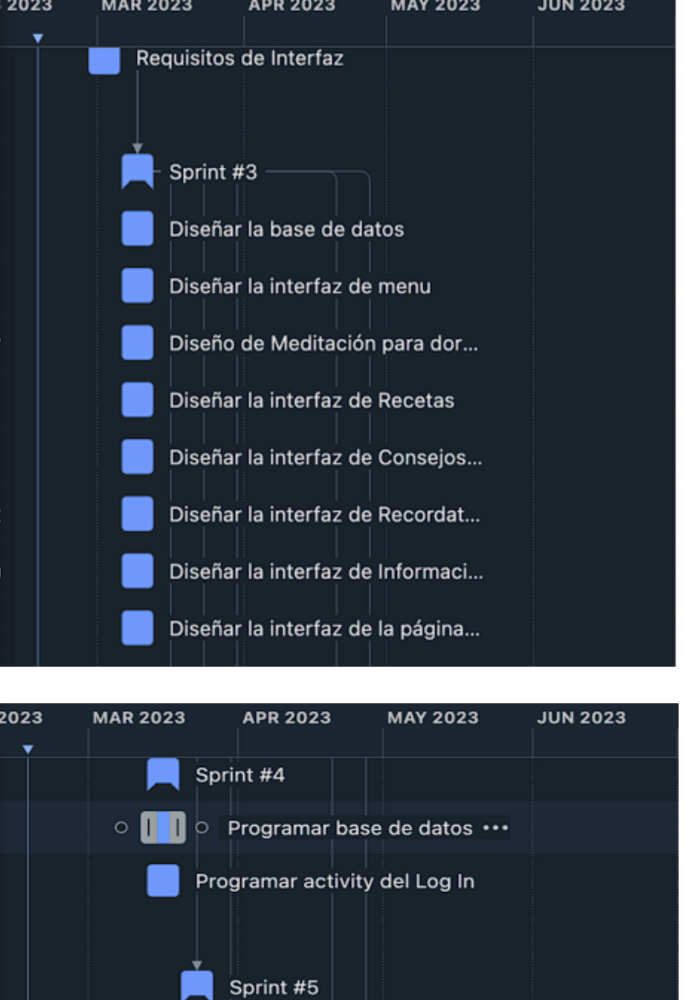 2023 MAR 2023 APR 2023 MAY 2023 JUN 2023
Requisitos de Interfaz
Sprint #3
Diseñar la base de datos
Diseñar la interfaz de menu
Diseño de Meditación para dor...
Diseñar la interfaz de Recetas
Diseñar la interfaz de Consejos...
Diseñar la interfaz de Recordat...
Diseñar la interfaz de Informaci...
Diseñar la interfaz de la página...
2023 MAR 2023 APR 2023 MAY 2023 JUN 2023
Sprint #4
Programar base de datos •••
Programar activity del Log In
Sprint #5